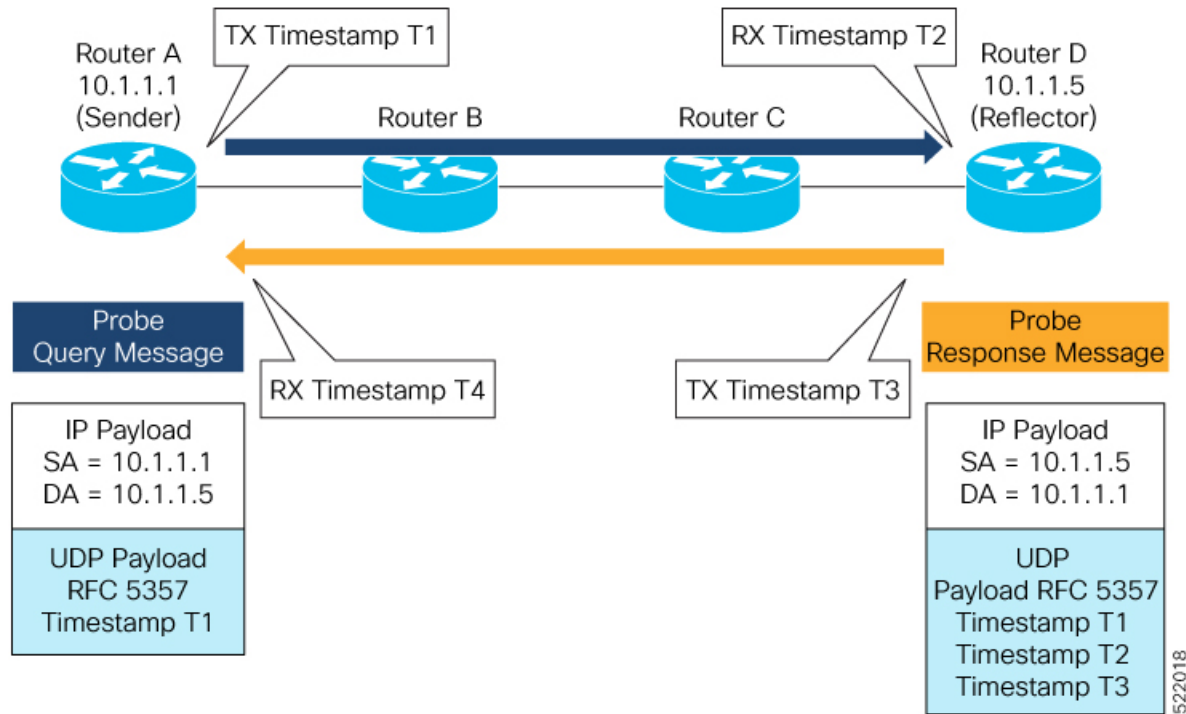 TX Timestamp T1
RX Timestamp T2
Router A
10.1.1.1
(Sender)
Router B
Router C
Router D
10.1.1.5
(Reflector)
Probe
Query Message
RX Timestamp T4
TX Timestamp T3
Probe
Response Message
IP Payload
SA = 10.1.1.1
DA = 10.1.1.5
UDP Payload
RFC 5357
Timestamp T1
IP Payload
SA = 10.1.1.5
DA = 10.1.1.1
UDP
Payload RFC 5357
Timestamp T1
Timestamp T2
Timestamp T3
522018